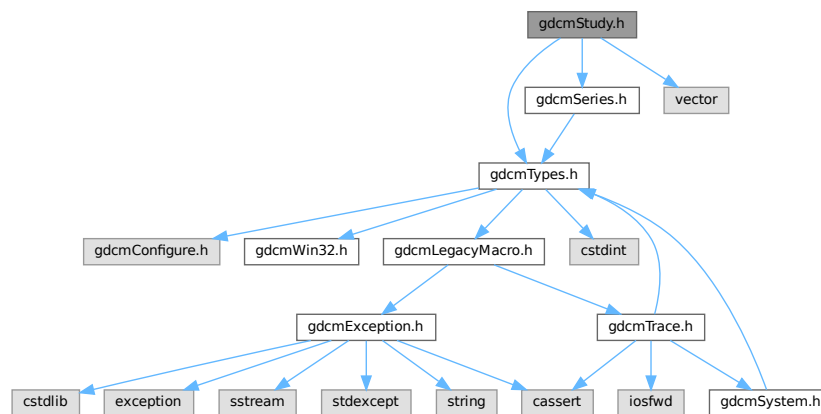 gdcmStudy.h
gdcmSeries.h
vector
gdcmTypes.h
gdcmConfigure.h
gdcmWin32.h
gdcmLegacyMacro.h
cstdint
gdcmException.h
gdcmTrace.h
cstdlib
exception
sstream
stdexcept
string
cassert
iosfwd
gdcmSystem.h